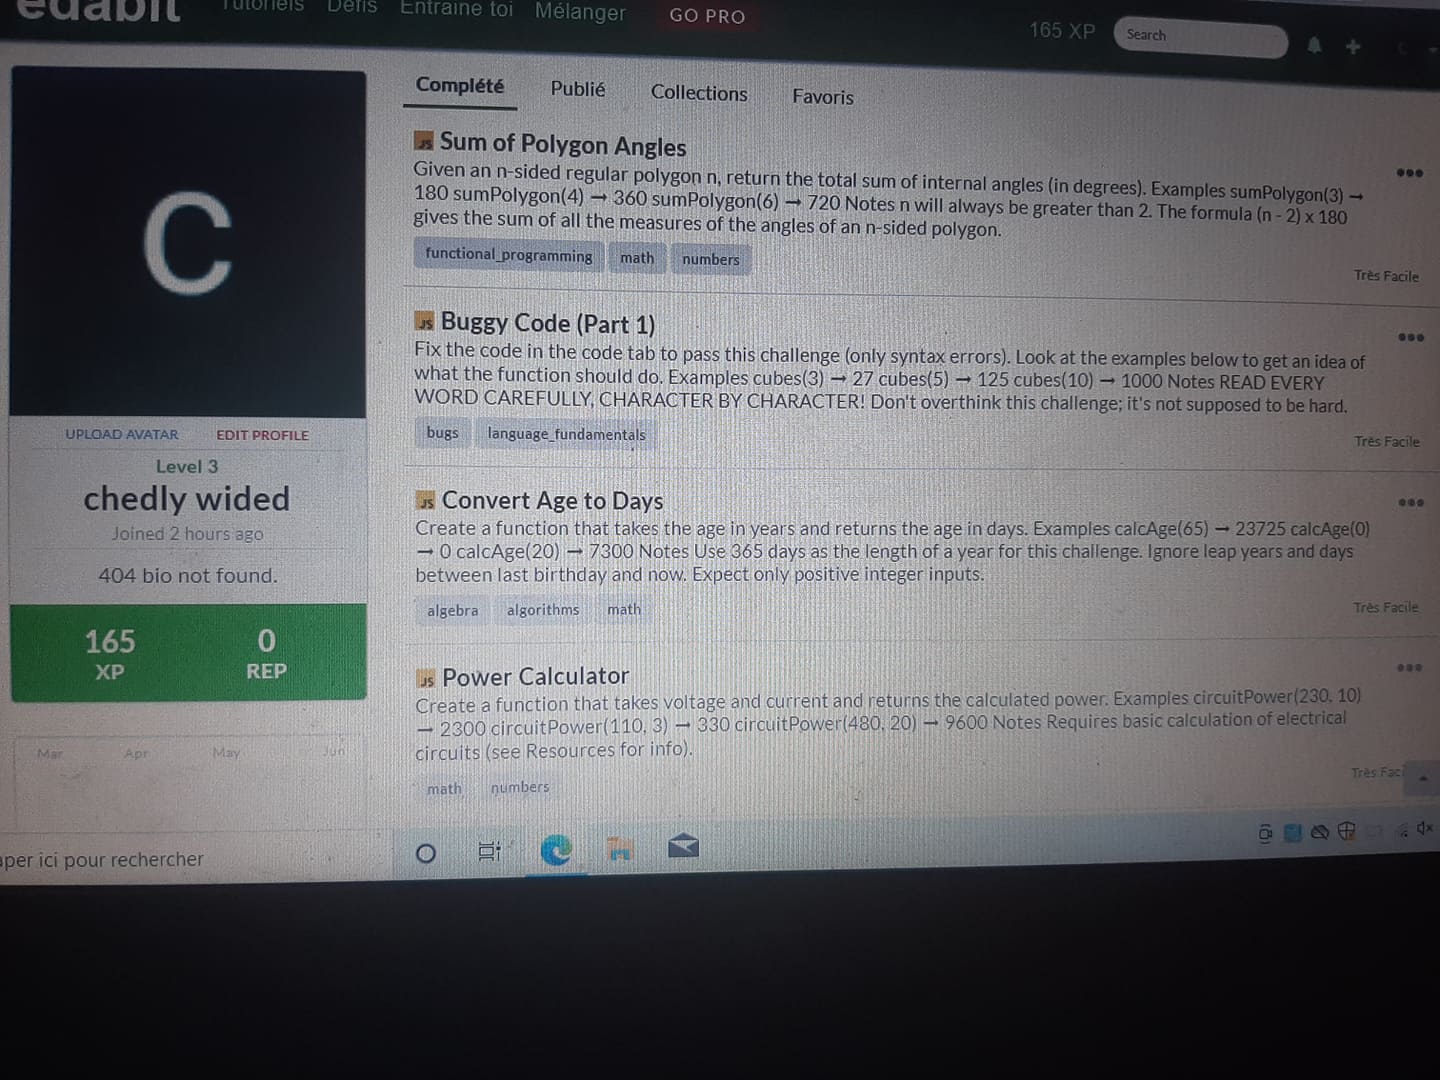 edabit Tutoriels Défis Entraîne toi Mélanger GO PRO 165 XP Search
C
UPLOAD AVATAR EDIT PROFILE
Level 3
chedly wided
Joined 2 hours ago
404 bio not found.
165 0
XP REP
Mar Apr May Jun
Complété Publié Collections Favoris
JS Sum of Polygon Angles
Given an n-sided regular polygon n, return the total sum of internal angles (in degrees). Examples sumPolygon(3) →
180 sumPolygon(4) → 360 sumPolygon(6) → 720 Notes n will always be greater than 2. The formula (n - 2) x 180
gives the sum of all the measures of the angles of an n-sided polygon.
functional_programming math numbers
Très Facile
JS Buggy Code (Part 1)
Fix the code in the code tab to pass this challenge (only syntax errors). Look at the examples below to get an idea of
what the function should do. Examples cubes(3) → 27 cubes(5) → 125 cubes(10) → 1000 Notes READ EVERY
WORD CAREFULLY, CHARACTER BY CHARACTER! Don't overthink this challenge; it's not supposed to be hard.
bugs language_fundamentals
Très Facile
JS Convert Age to Days
Create a function that takes the age in years and returns the age in days. Examples calcAge(65) → 23725 calcAge(0)
→ 0 calcAge(20) → 7300 Notes Use 365 days as the length of a year for this challenge. Ignore leap years and days
between last birthday and now. Expect only positive integer inputs.
algebra algorithms math
Très Facile
JS Power Calculator
Create a function that takes voltage and current and returns the calculated power. Examples circuitPower(230, 10)
→ 2300 circuitPower(110, 3) → 330 circuitPower(480, 20) → 9600 Notes Requires basic calculation of electrical
circuits (see Resources for info).
math numbers
Très Faci
aper ici pour rechercher